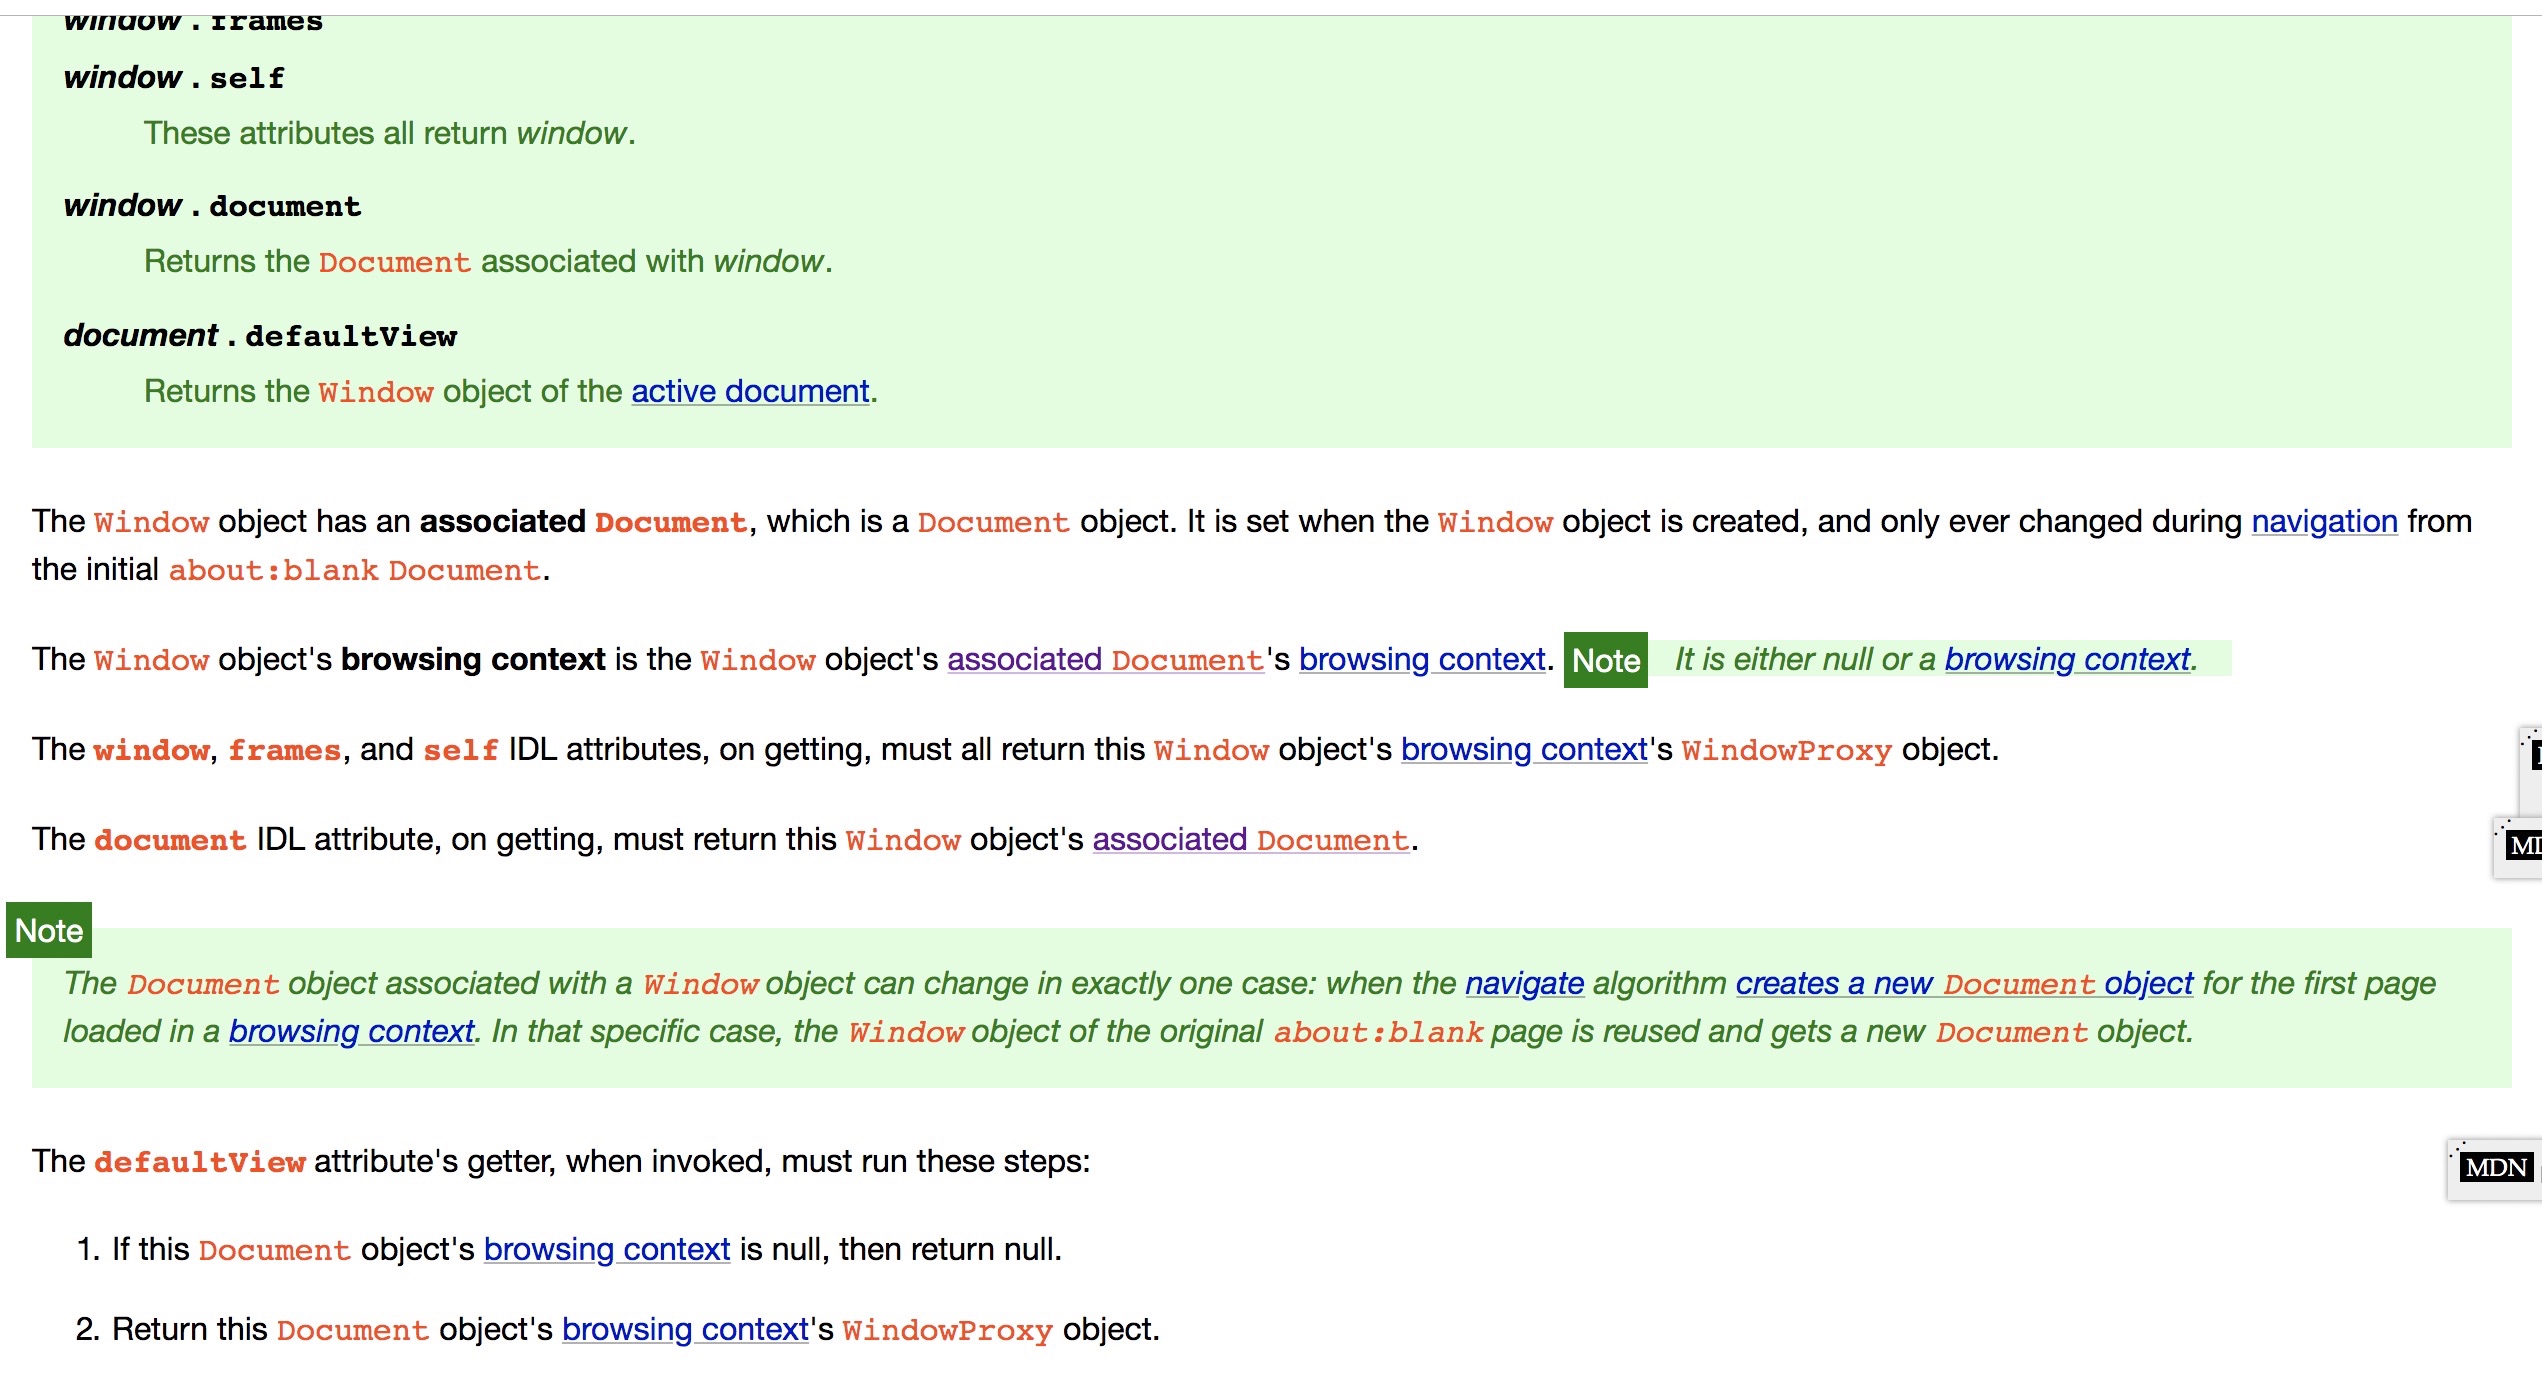 window . frames
window . self
These attributes all return window.
window . document
Returns the Document associated with window.
document . defaultView
Returns the Window object of the active document.
The Window object has an associated Document, which is a Document object. It is set when the Window object is created, and only ever changed during navigation from
the initial about:blank Document.
The Window object's browsing context is the Window object's associated Document's browsing context. Note It is either null or a browsing context.
The window, frames, and self IDL attributes, on getting, must all return this Window object's browsing context's WindowProxy object.
The document IDL attribute, on getting, must return this Window object's associated Document.
Note
The Document object associated with a Window object can change in exactly one case: when the navigate algorithm creates a new Document object for the first page
loaded in a browsing context. In that specific case, the Window object of the original about:blank page is reused and gets a new Document object.
The defaultView attribute's getter, when invoked, must run these steps:
MDN
1. If this Document object's browsing context is null, then return null.
2. Return this Document object's browsing context's WindowProxy object.